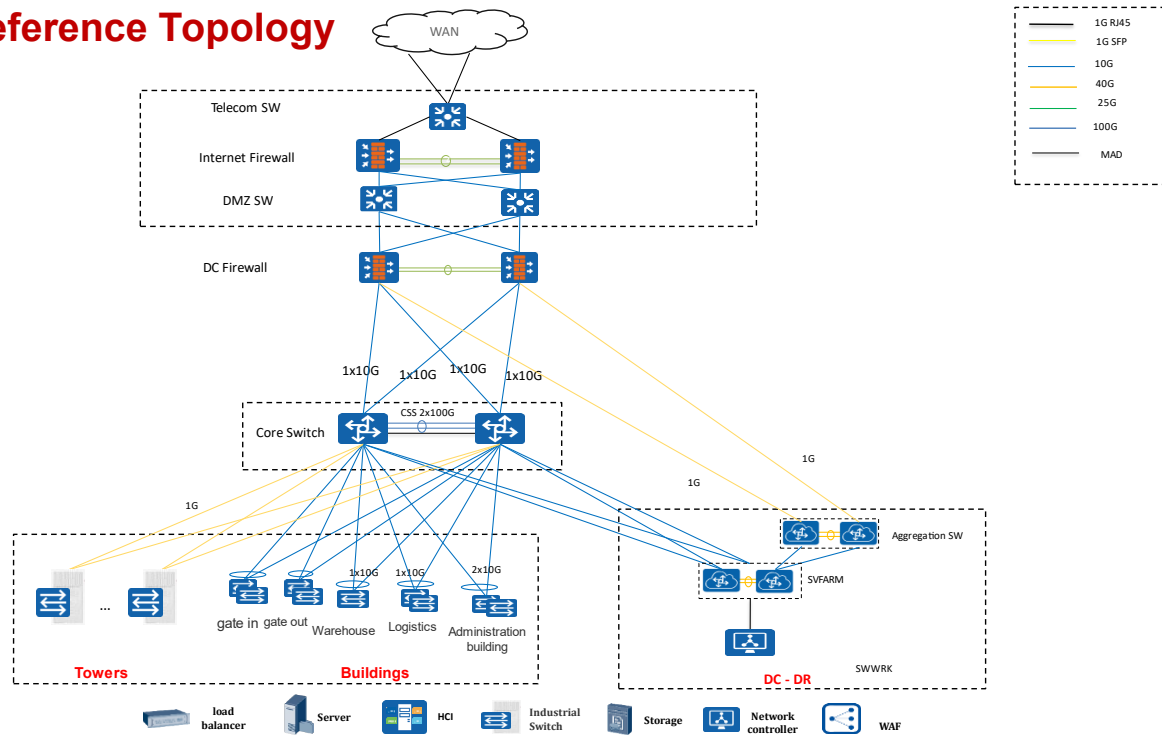 eference Topology
WAN
1G RJ45
1G SFP
10G
40G
25G
100G
MAD
Telecom SW
Internet Firewall
DMZ SW
DC Firewall
1x10G
1x10G
1x10G
1x10G
CSS 2x100G
Core Switch
1G
1G
1G
Aggregation SW
SVFARM
1x10G
1x10G
2x10G
...
gate in
gate out
Warehouse
Logistics
Administration
building
SWWRK
Towers
Buildings
DC - DR
load
balancer
Server
HCI
Industrial
Switch
Storage
Network
controller
WAF